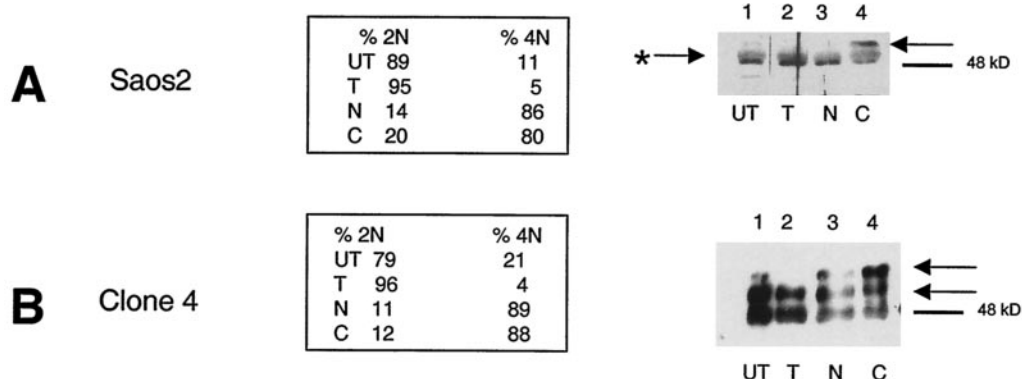 A
Saos2
% 2N % 4N
UT 89 11
T 95 5
N 14 86
C 20 80
1 2 3 4
*
48 kD
UT T N C
B
Clone 4
% 2N % 4N
UT 79 21
T 96 4
N 11 89
C 12 88
1 2 3 4
48 kD
UT T N C